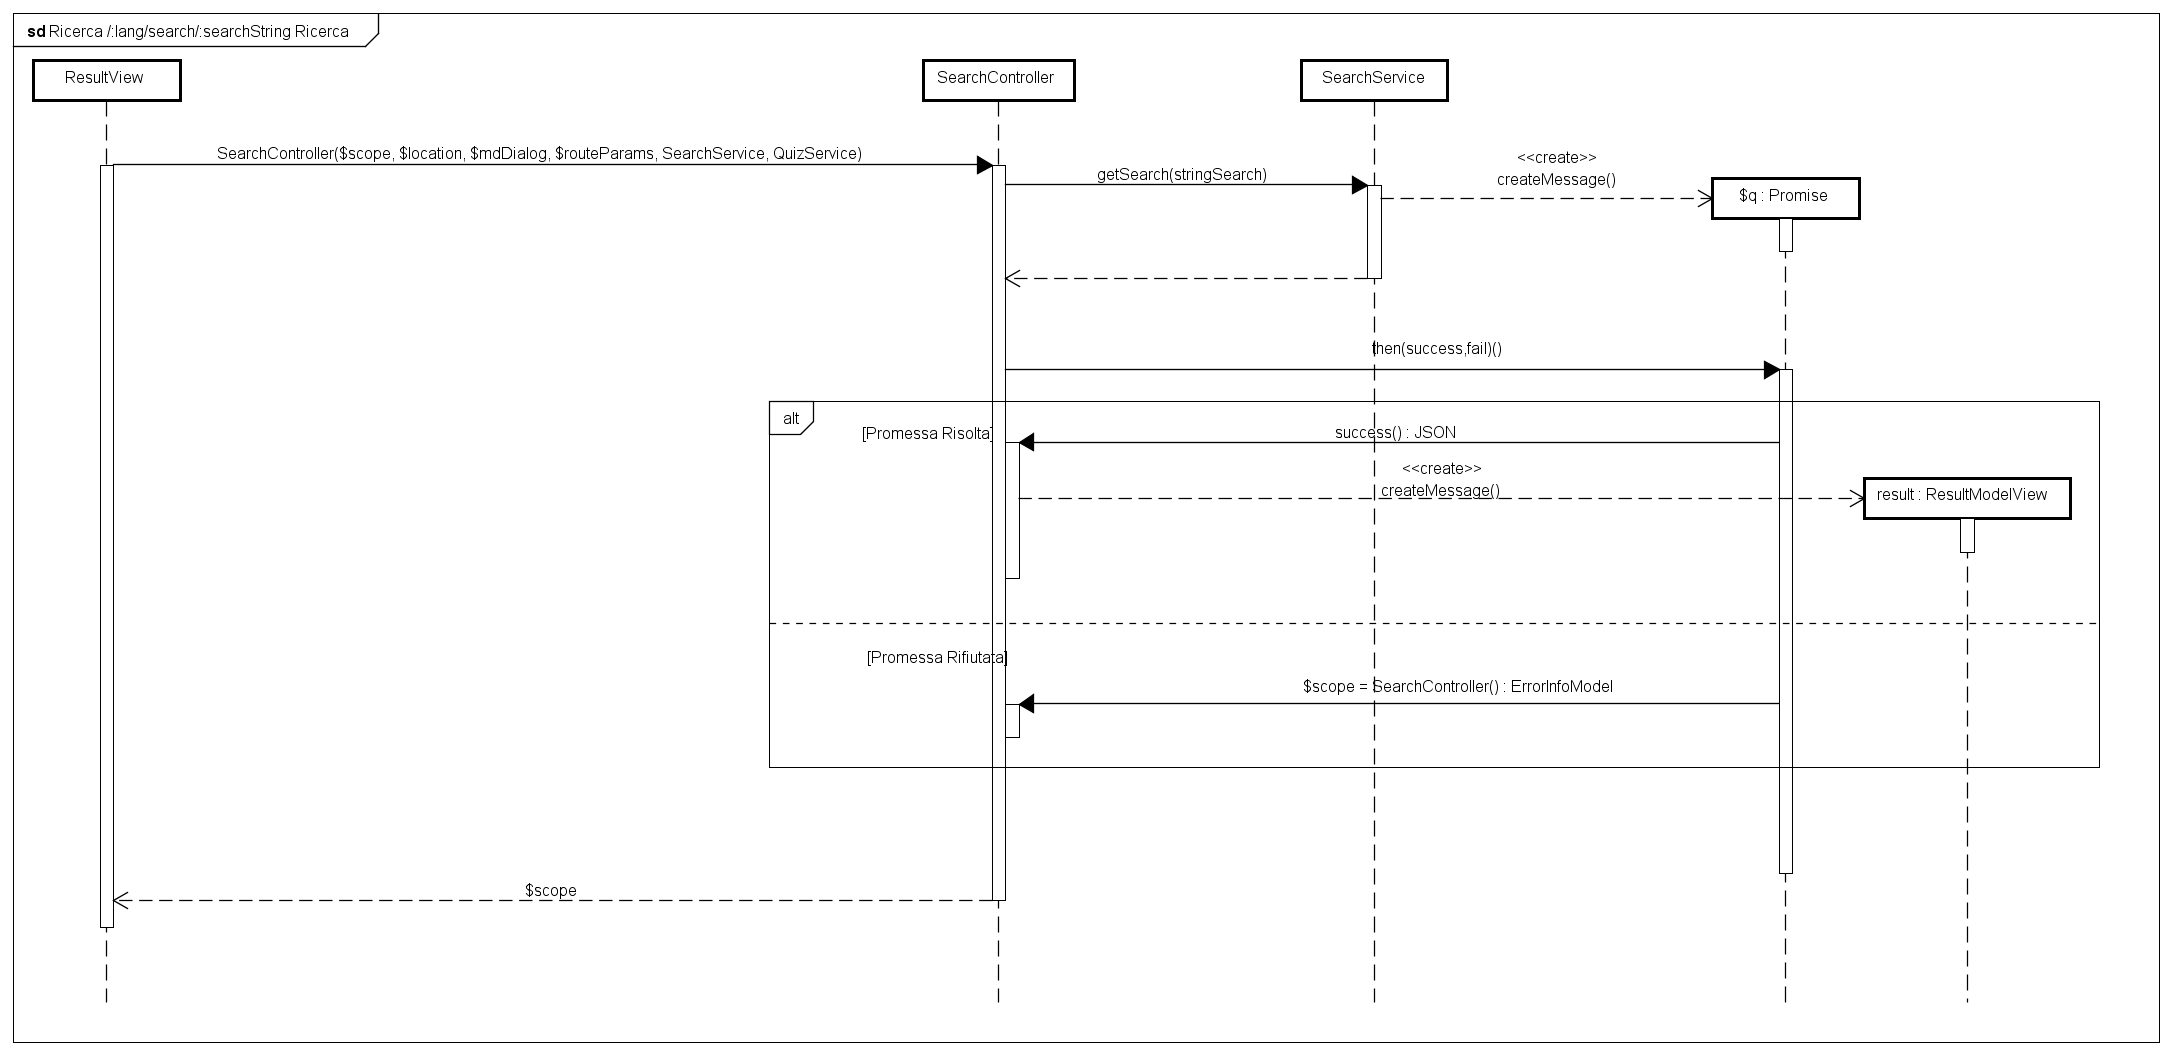 sd Ricerca /:lang/search/:searchString Ricerca
ResultView
SearchController
SearchService
SearchController($scope, $location, $mdDialog, $routeParams, SearchService, QuizService)
getSearch(stringSearch)
<<create>>
createMessage()
$q : Promise
then(success,fail)()
alt
[Promessa Risolta]
success() : JSON
<<create>>
createMessage()
result : ResultModelView
[Promessa Rifiutata]
$scope = SearchController() : ErrorInfoModel
$scope